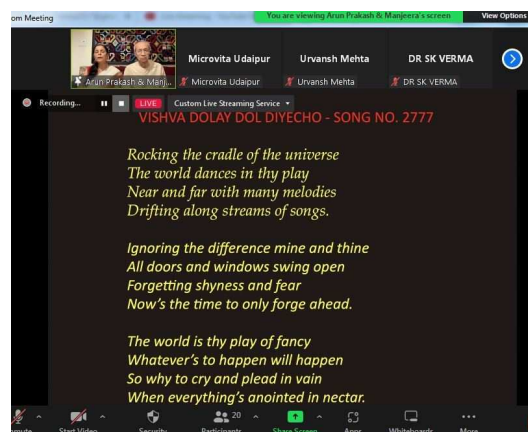 om Meeting
You are viewing Arun Prakash & Manjeera's screen
View Options
Microvita Udaipur
Urvansh Mehta
DR SK VERMA
Arun Prakash & Manj...
Microvita Udaipur
Urvansh Mehta
DR SK VERMA
Recording...
LIVE
Custom Live Streaming Service
VISHVA DOLAY DOL DIYECHO - SONG NO. 2777
Rocking the cradle of the universe
The world dances in thy play
Near and far with many melodies
Drifting along streams of songs.
Ignoring the difference mine and thine
All doors and windows swing open
Forgetting shyness and fear
Now's the time to only forge ahead.
The world is thy play of fancy
Whatever's to happen will happen
So why to cry and plead in vain
When everything's anointed in nectar.
20
Start Video
Security
Participants
Share Screen
Apps
Whiteboards
More